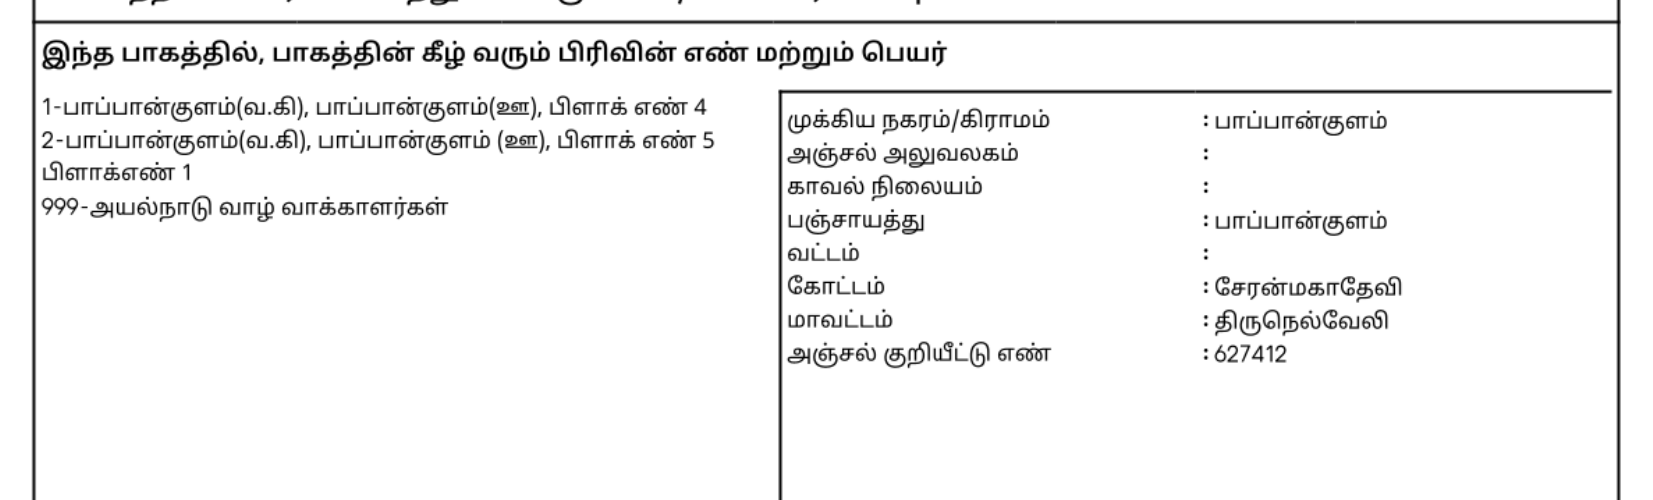 இந்த பாகத்தில், பாகத்தின் கீழ் வரும் பிரிவின் எண் மற்றும் பெயர்
1-பாப்பான்குளம்(வ.கி), பாப்பான்குளம்(ஊ), பிளாக் எண் 4
2-பாப்பான்குளம்(வ.கி), பாப்பான்குளம் (ஊ), பிளாக் எண் 5
பிளாக்எண் 1
999-அயல்நாடு வாழ் வாக்காளர்கள்
முக்கிய நகரம்/கிராமம் : பாப்பான்குளம்
அஞ்சல் அலுவலகம் :
காவல் நிலையம் :
பஞ்சாயத்து : பாப்பான்குளம்
வட்டம் :
கோட்டம் : சேரன்மகாதேவி
மாவட்டம் : திருநெல்வேலி
அஞ்சல் குறியீட்டு எண் : 627412